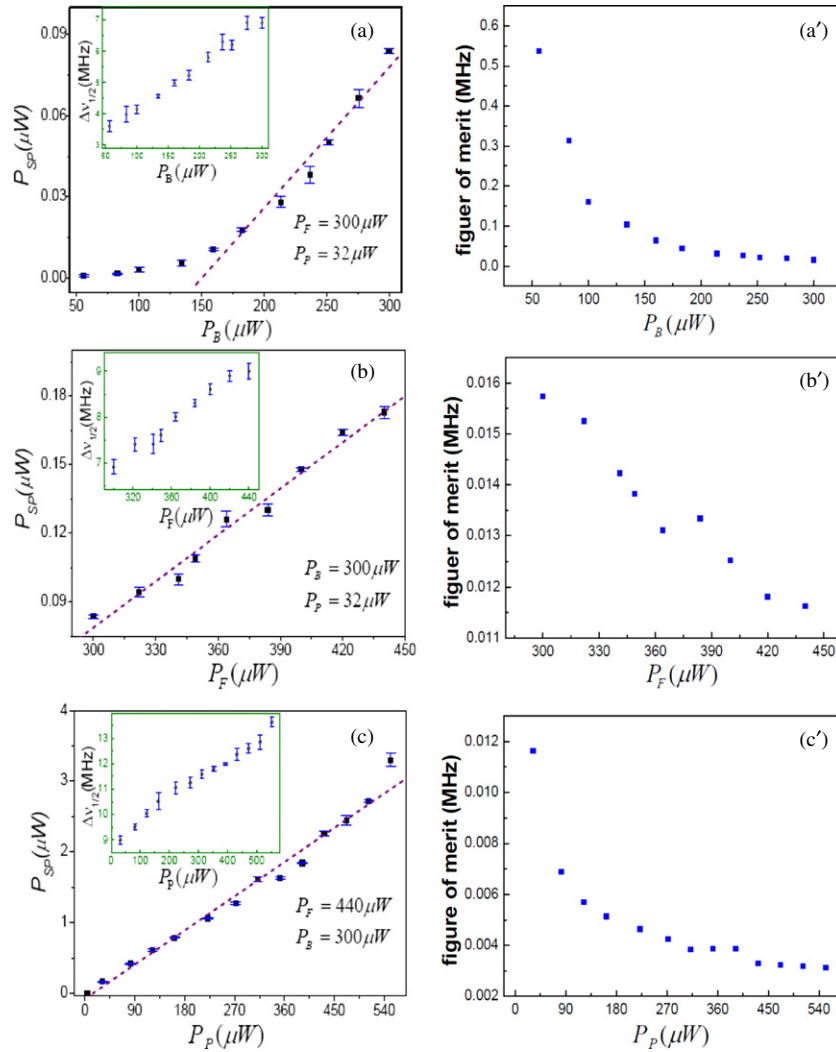 (a)
P_SP(μW)
0.09
0.06
0.03
0.00
50 100 150 200 250 300
P_B (μW)
Δν_1/2(MHz)
7
6
5
4
3
50 100 150 200 250 300
P_B(μW)
P_F = 300μW
P_P = 32μW
(a′)
figuer of merit (MHz)
0.6
0.5
0.4
0.3
0.2
0.1
0.0
50 100 150 200 250 300
P_B (μW)
(b)
P_SP(μW)
0.18
0.15
0.12
0.09
300 330 360 390 420 450
P_F (μW)
Δν_1/2(MHz)
9
8
7
320 360 400 440
P_F(μW)
P_B = 300μW
P_P = 32μW
(b′)
figuer of merit (MHz)
0.016
0.015
0.014
0.013
0.012
0.011
300 330 360 390 420 450
P_F (μW)
(c)
P_SP(μW)
4
3
2
1
0
0 90 180 270 360 450 540
P_P (μW)
Δν_1/2(MHz)
13
12
11
10
9
0 100 200 300 400 500
P_P(μW)
P_F = 440μW
P_B = 300μW
(c′)
figure of merit (MHz)
0.012
0.010
0.008
0.006
0.004
0.002
0 90 180 270 360 450 540
P_P (μW)